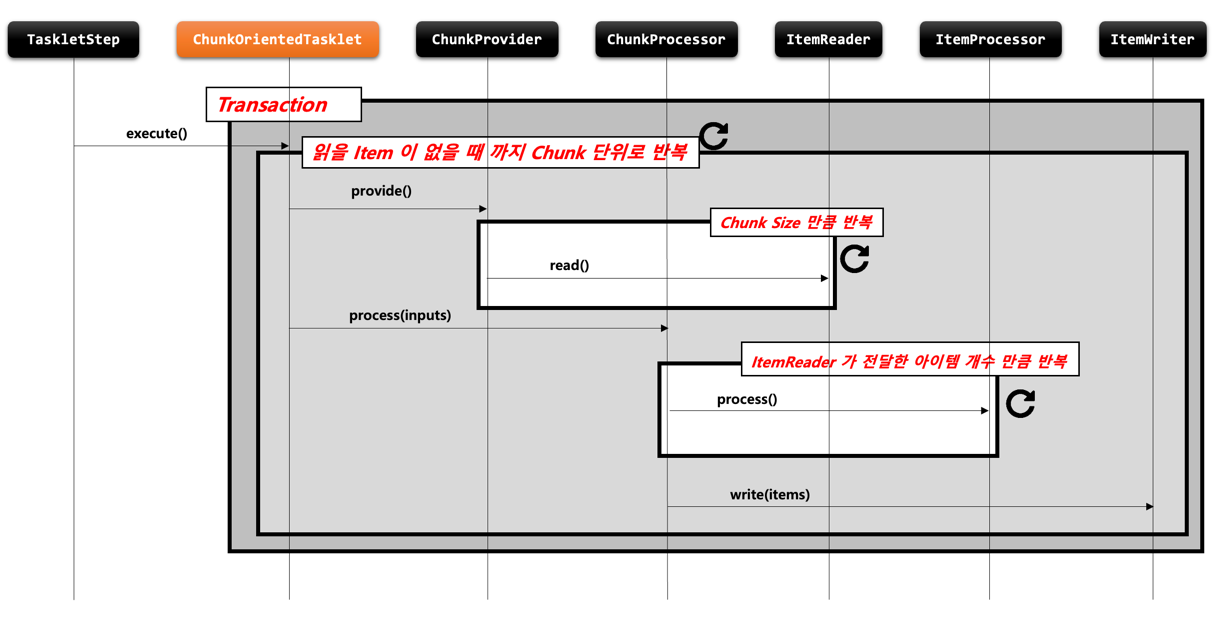 TaskletStep
ChunkOrientedTasklet
ChunkProvider
ChunkProcessor
ItemReader
ItemProcessor
ItemWriter
Transaction
execute()
읽을 Item 이 없을 때 까지 Chunk 단위로 반복
provide()
Chunk Size 만큼 반복
read()
process(inputs)
ItemReader 가 전달한 아이템 개수 만큼 반복
process()
write(items)